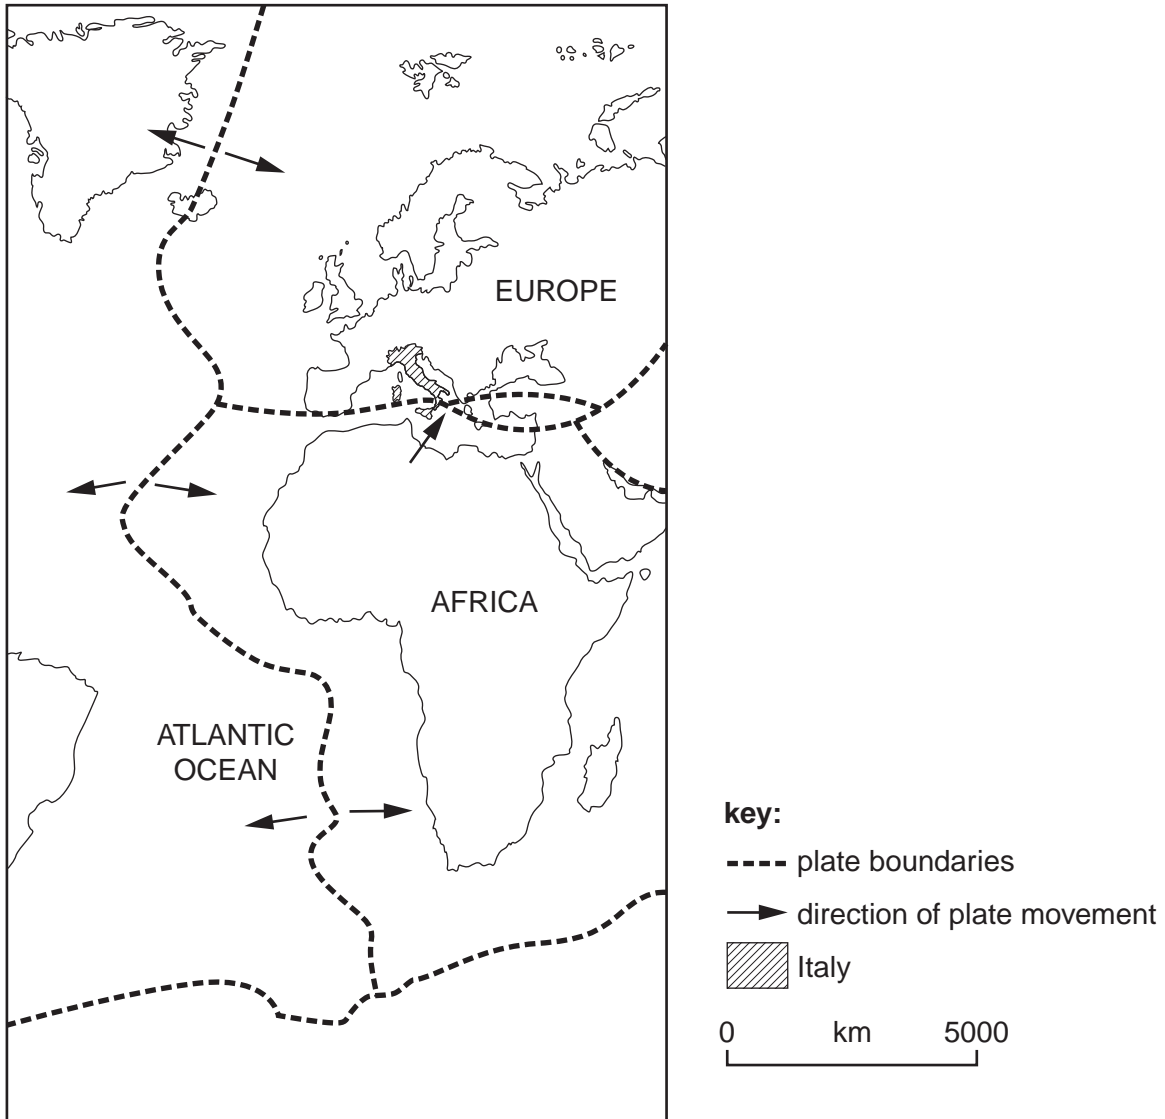 EUROPE
AFRICA
ATLANTIC
OCEAN
key:
plate boundaries
direction of plate movement
Italy
0 km 5000